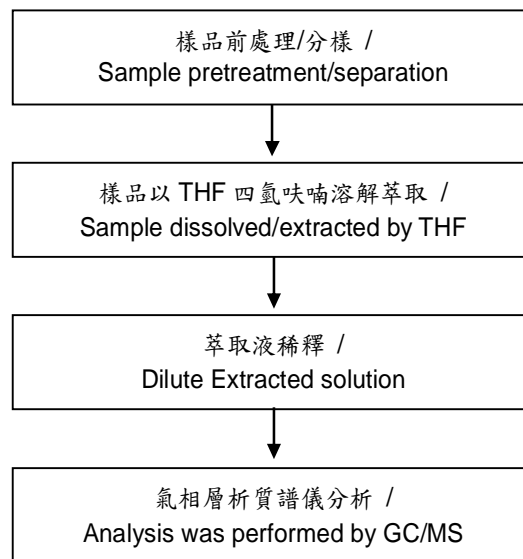 樣品前處理/分樣 /
Sample pretreatment/separation
樣品以 THF 四氫呋喃溶解萃取 /
Sample dissolved/extracted by THF
萃取液稀釋 /
Dilute Extracted solution
氣相層析質譜儀分析 /
Analysis was performed by GC/MS